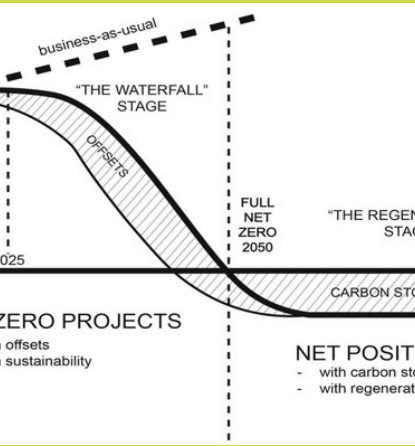 business-as-usual
"THE WATERFALL"
STAGE
OFFSETS
FULL
NET
ZERO
2050
"THE REGEN
STAG
025
CARBON STO
ZERO PROJECTS
offsets
sustainability
NET POSIT
- with carbon sto
- with regenerat